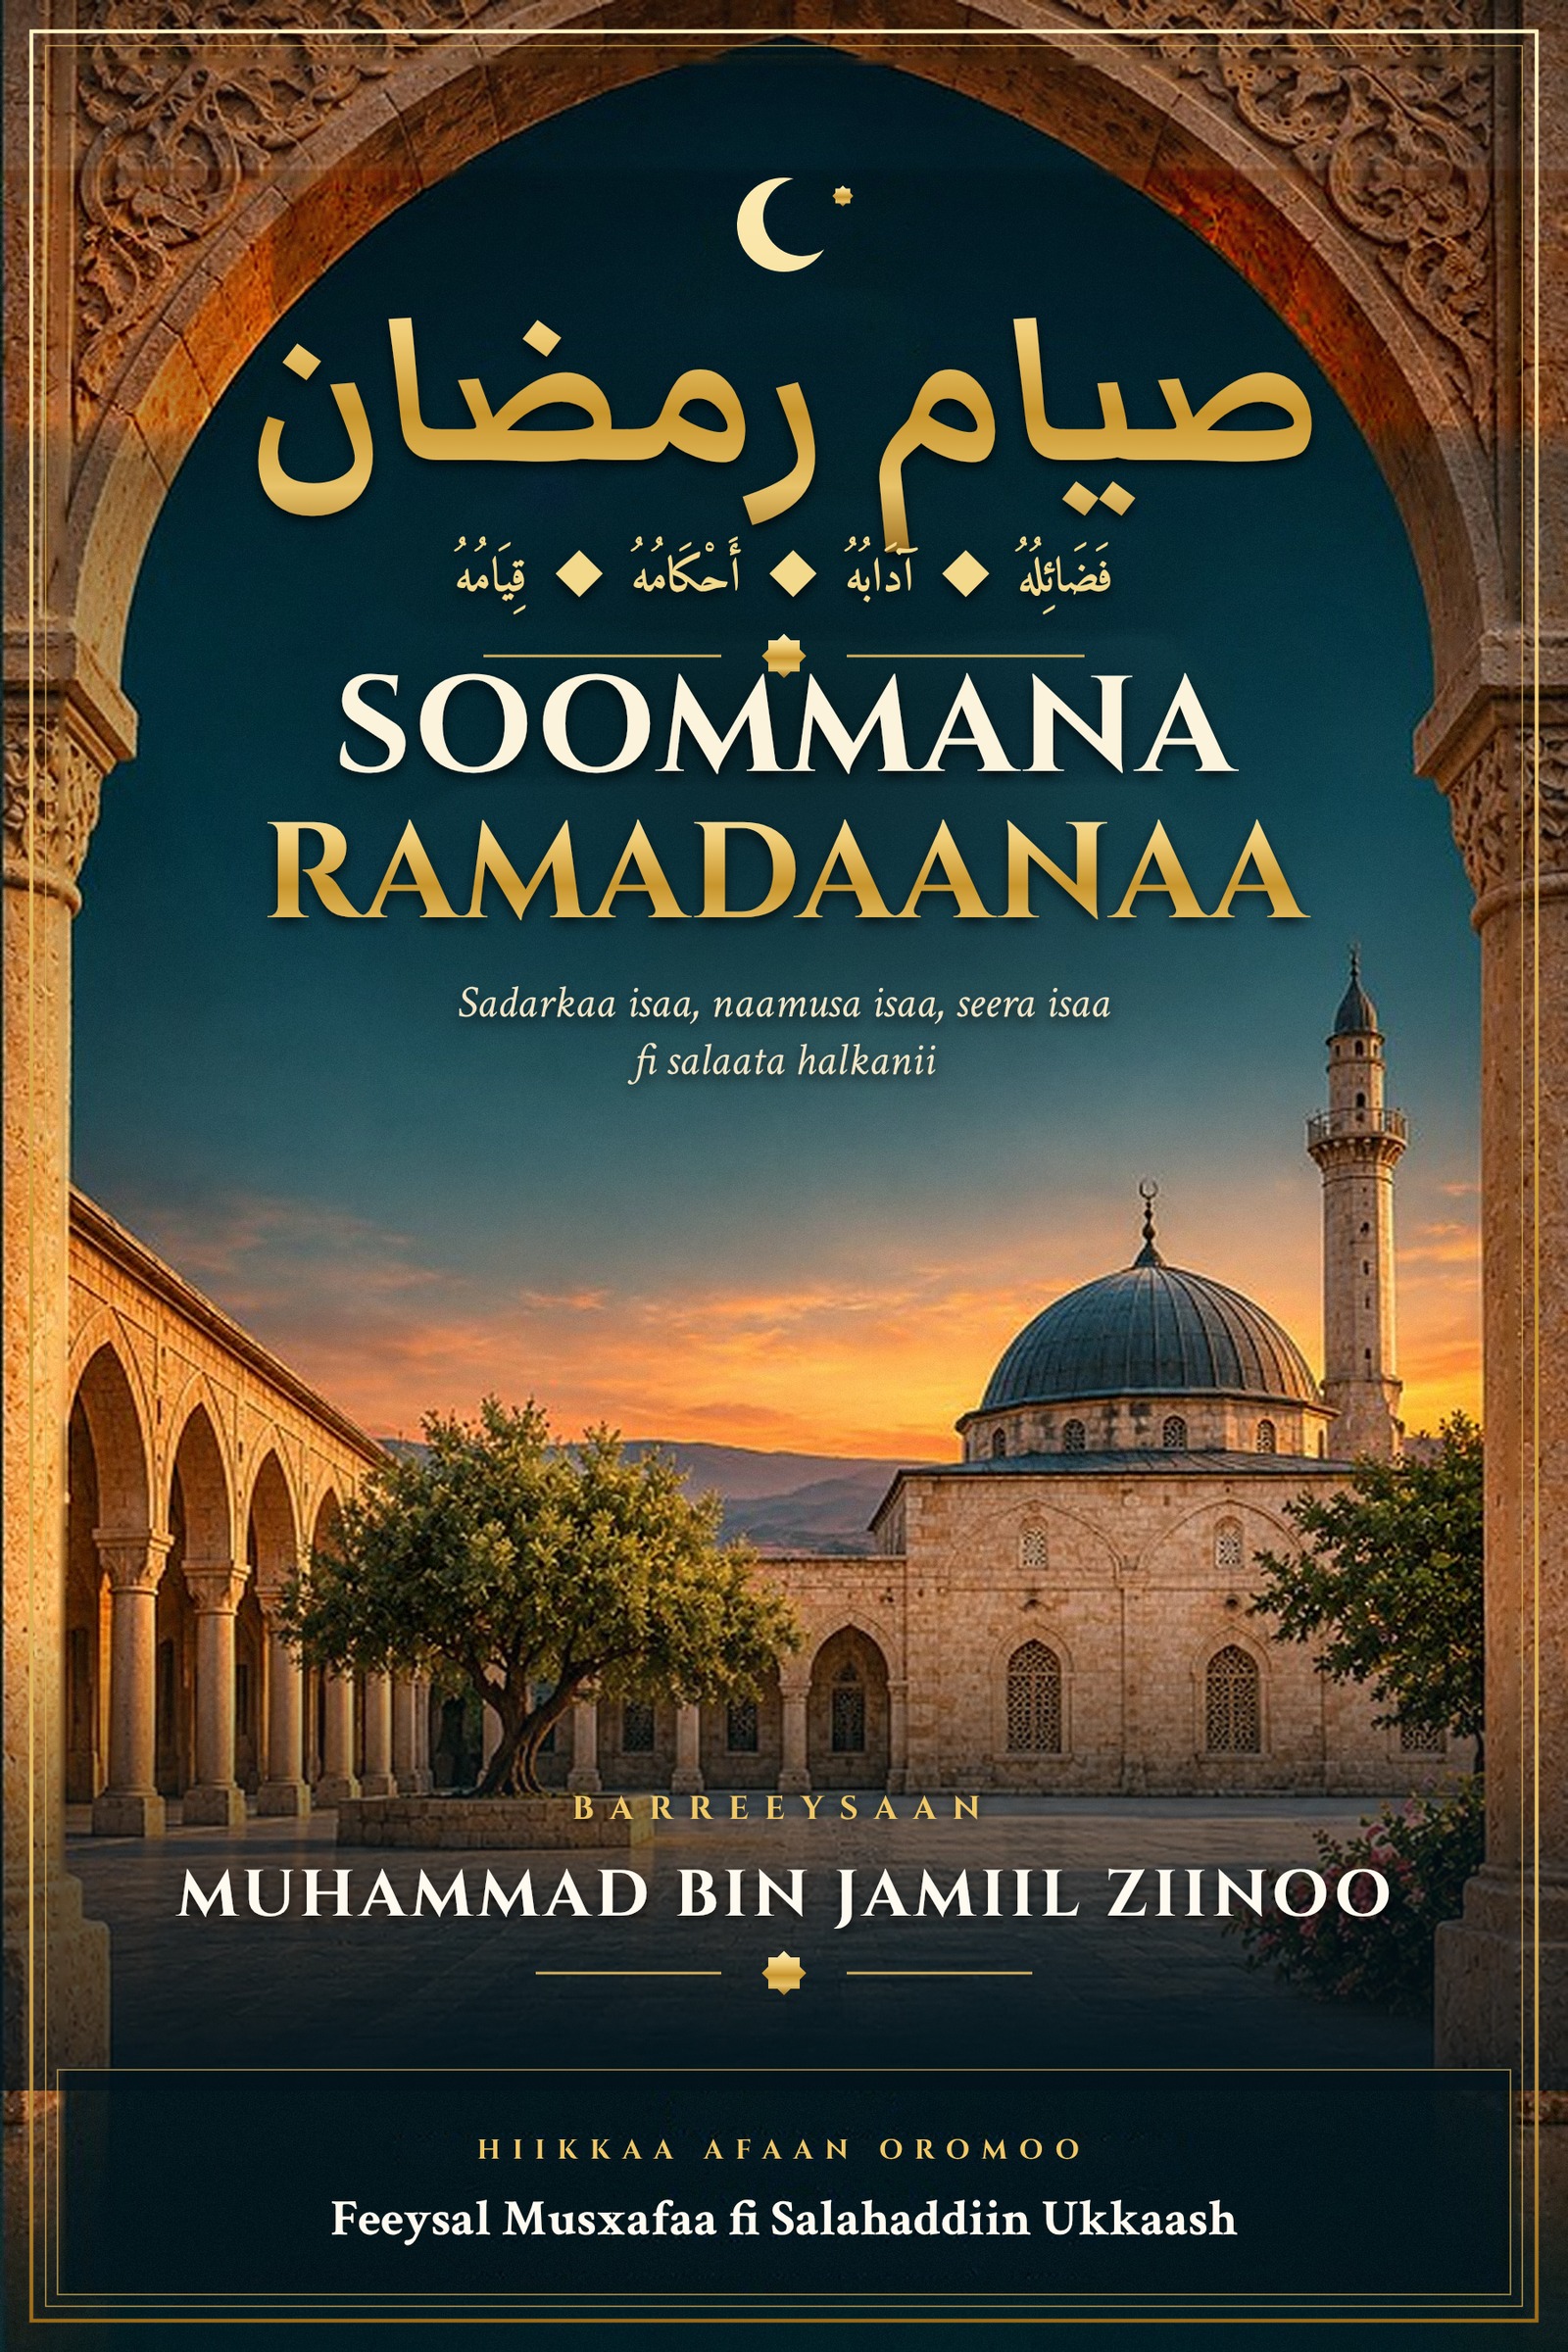 صيام رمضان
فَضَائِلُهُ ◆ آدَابُهُ ◆ أَحْكَامُهُ ◆ قِيَامُهُ
SOOMMANA
RAMADAANAA
Sadarkaa isaa, naamusa isaa, seera isaa
fi salaata halkanii
BARREEYSAAN
MUHAMMAD BIN JAMIIL ZIINOO
HIIKKAA AFAAN OROMOO
Feeysal Musxafaa fi Salahaddiin Ukkaash